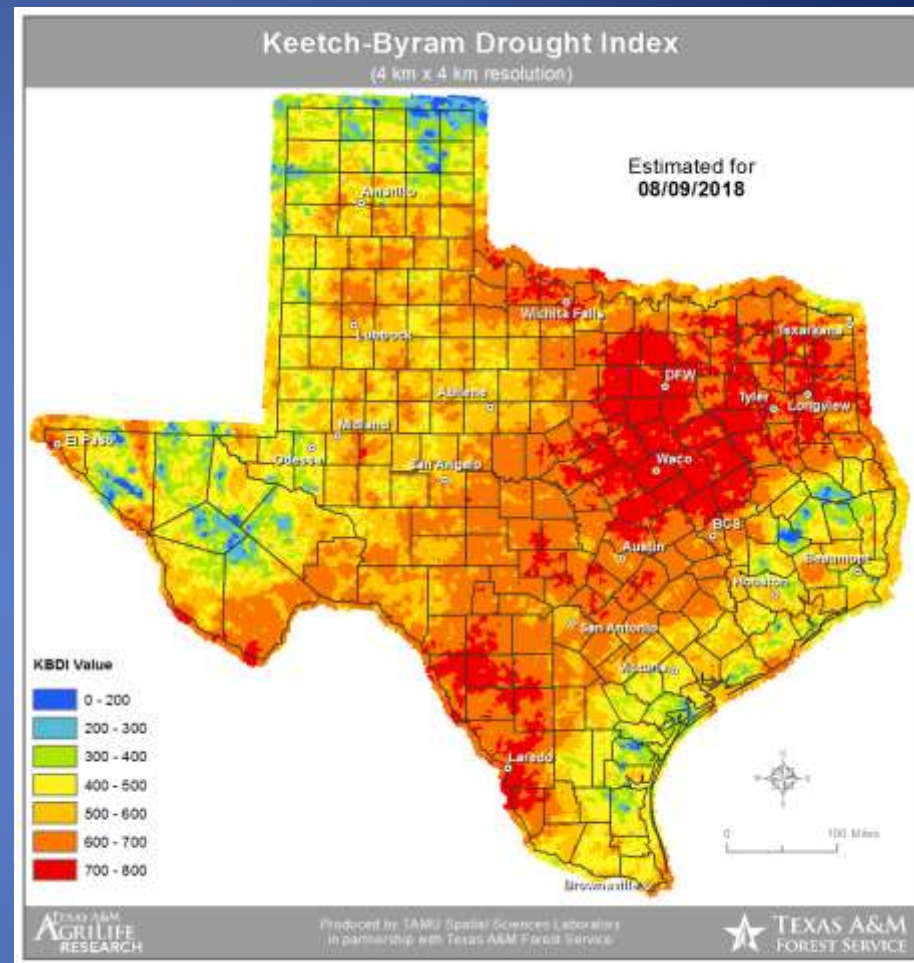 Keetch-Byram Drought Index
(4 km x 4 km resolution)
Estimated for
08/09/2018
Amarillo
Wichita Falls
Texarkana
Lubbock
DFW
Abilene
Tyler
Longview
Midland
El Paso
Odessa
San Angelo
Waco
BCS
Austin
Beaumont
Houston
San Antonio
Victoria
KBDI Value
0 - 200
200 - 300
300 - 400
400 - 500
500 - 600
600 - 700
700 - 800
Laredo
0 100 Miles
Brownsville
TEXAS A&M
AGRILIFE
RESEARCH
Produced by TAMU Spatial Sciences Laboratory
in partnership with Texas A&M Forest Service
TEXAS A&M
FOREST SERVICE